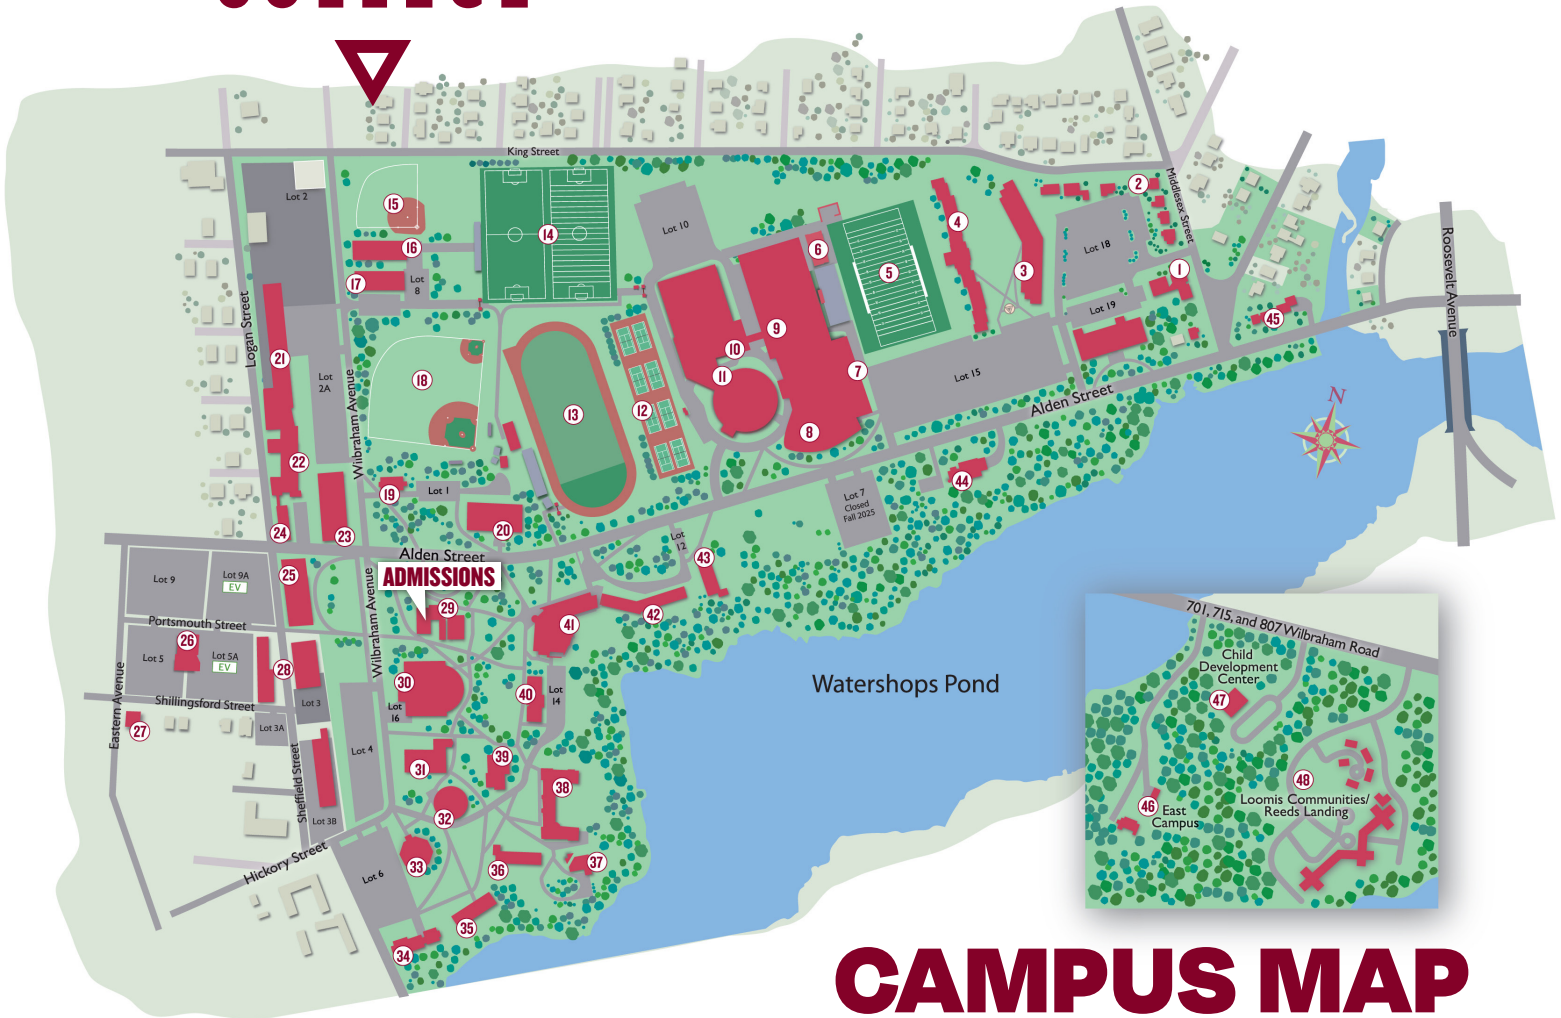 King Street
Lot 2
15
14
16
17
Lot
8
Lot 10
6
5
4
3
2
Middlesex Street
Lot 18
1
Lot 19
45
Roosevelt Avenue
Logan Street
21
Lot
2A
Wilbraham Avenue
18
13
12
9
10
11
7
8
Lot 15
Alden Street
N
22
19
Lot 1
20
24
23
44
Lot 7
Closed
Fall 2025
Lot
12
43
Alden Street
ADMISSIONS
Lot 9
Lot 9A
EV
25
Portsmouth Street
26
Lot 5
Lot 5A
EV
28
Wilbraham Avenue
29
41
42
30
Lot
16
40
Lot
14
Eastern Avenue
27
Shillingsford Street
Lot 3
Lot 3A
Lot 4
Sheffield Street
Lot 3B
31
39
32
38
Hickory Street
Lot 6
33
36
37
35
34
Watershops Pond
701, 715, and 807 Wilbraham Road
Child
Development
Center
47
48
Loomis Communities/
Reeds Landing
46
East
Campus
CAMPUS MAP